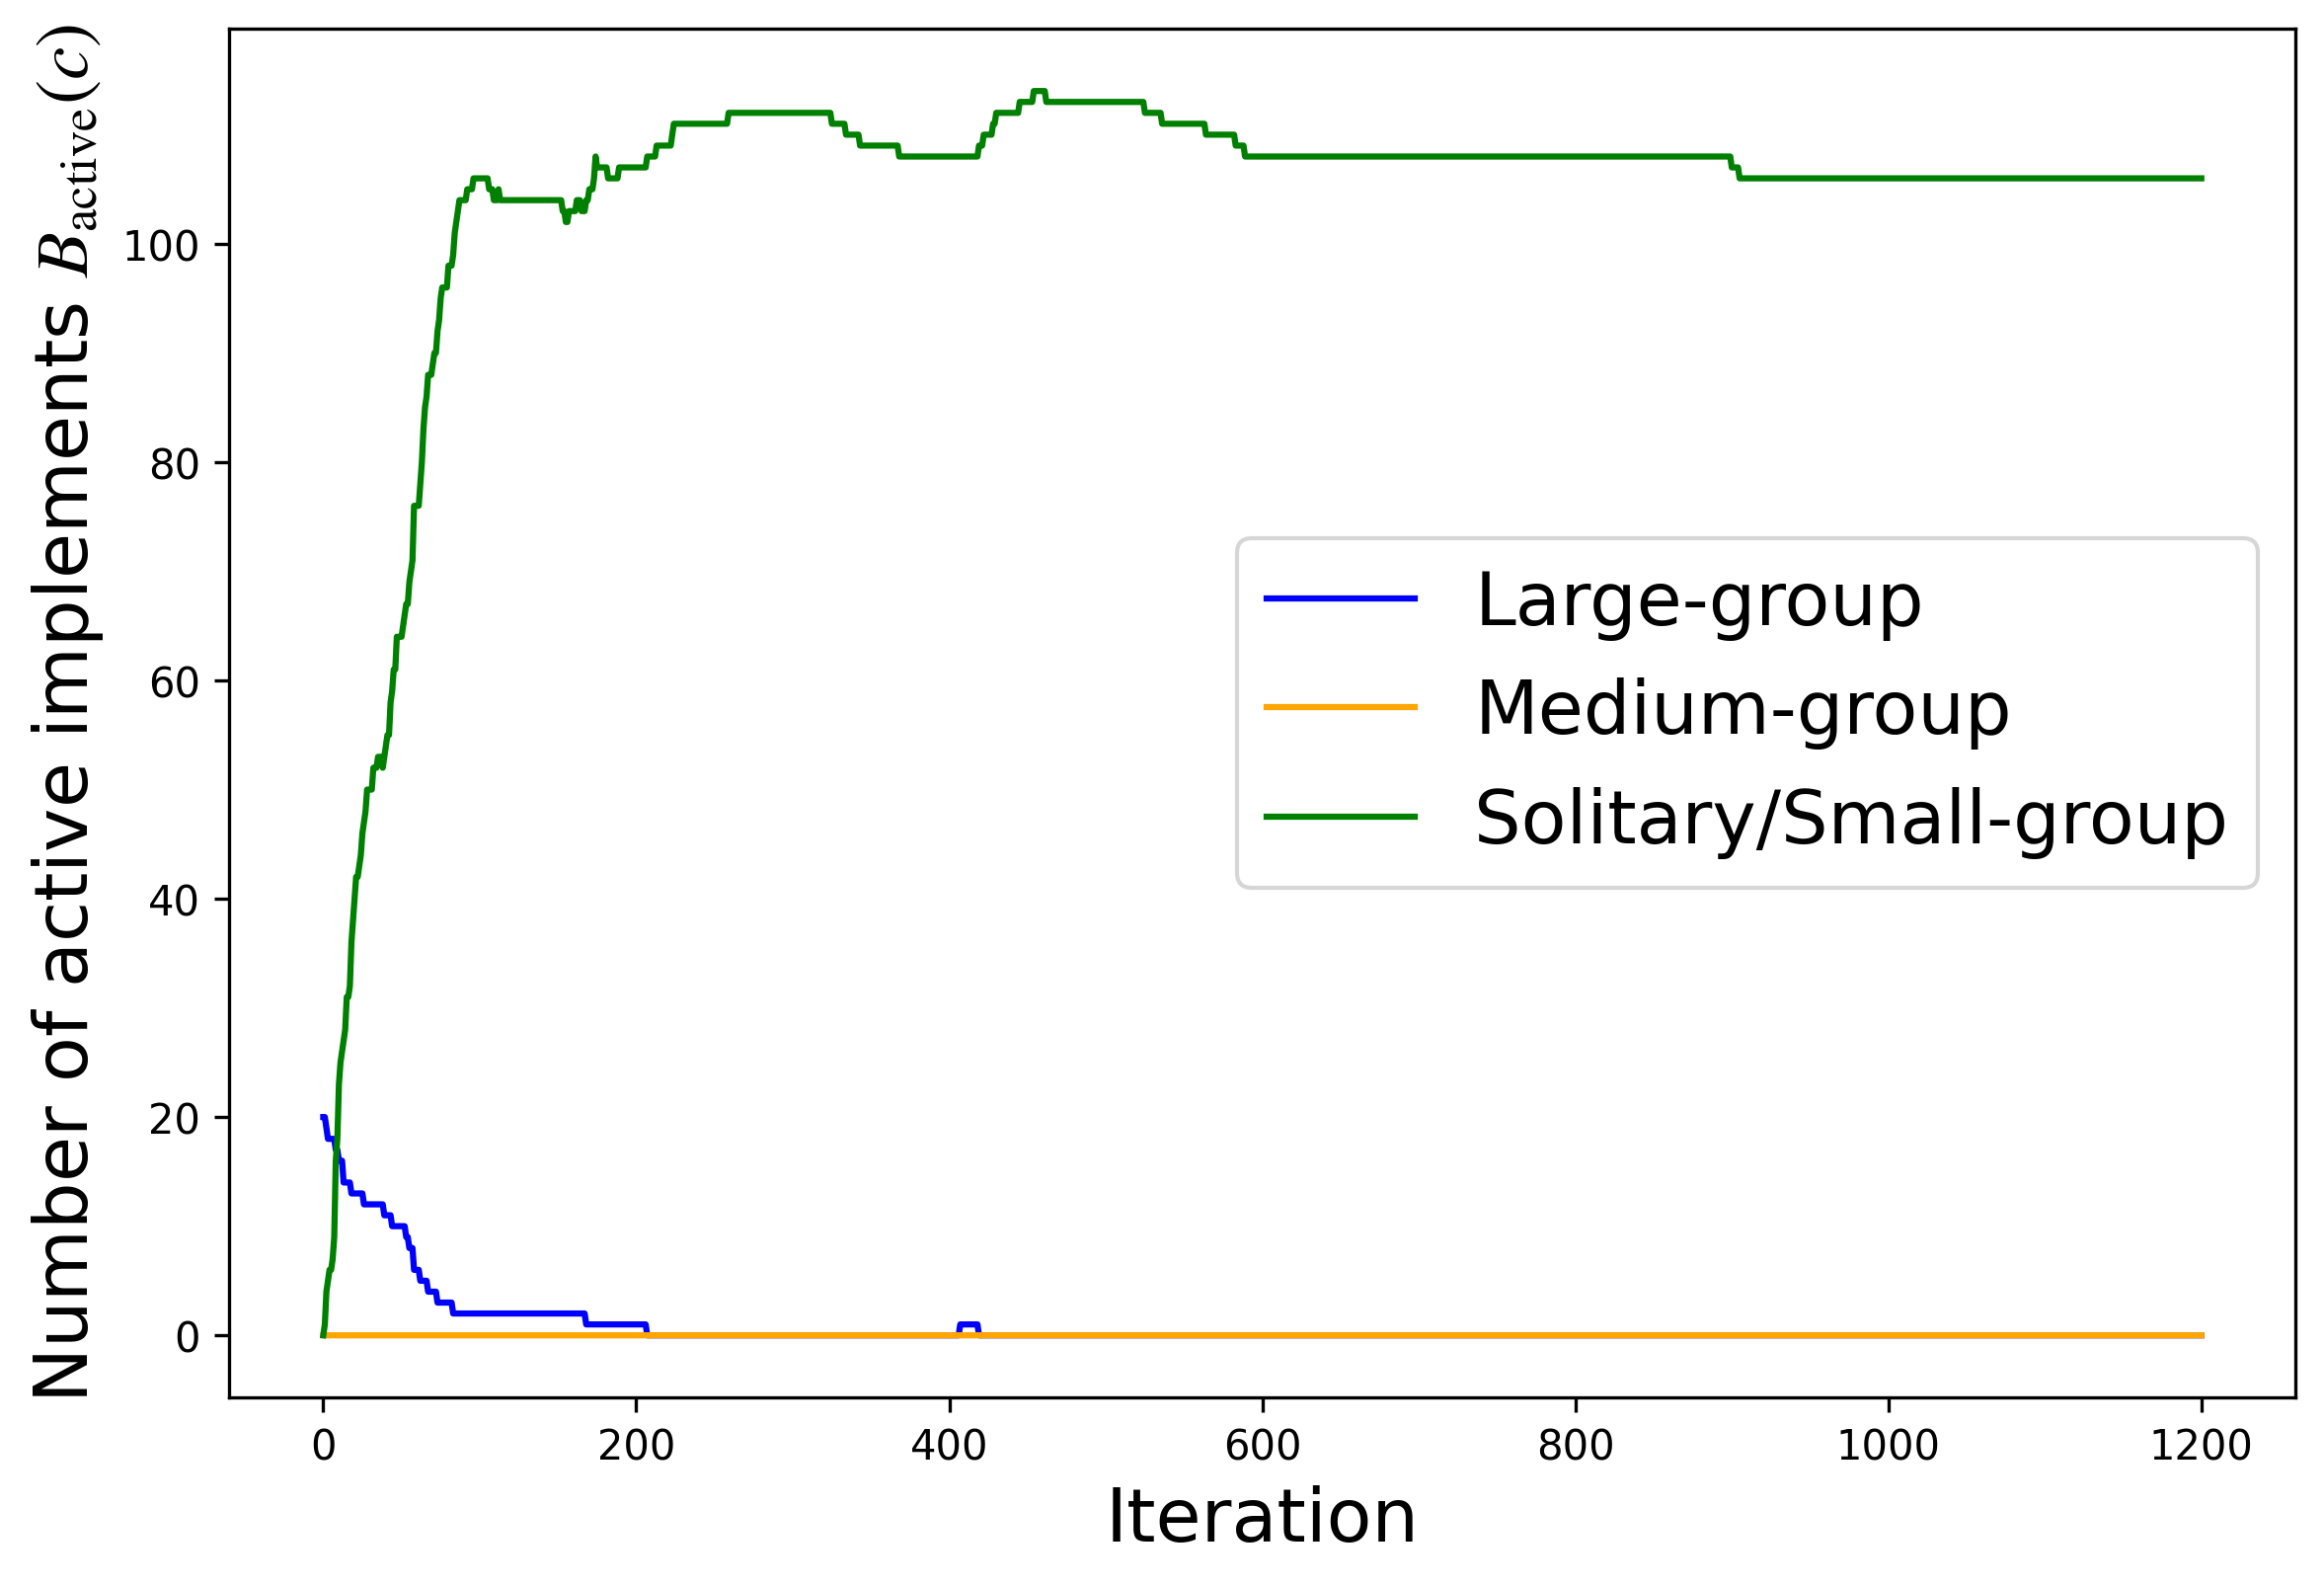 Number of active implements B_active(c)
100
80
60
40
20
0
Large-group
Medium-group
Solitary/Small-group
0 200 400 600 800 1000 1200
Iteration